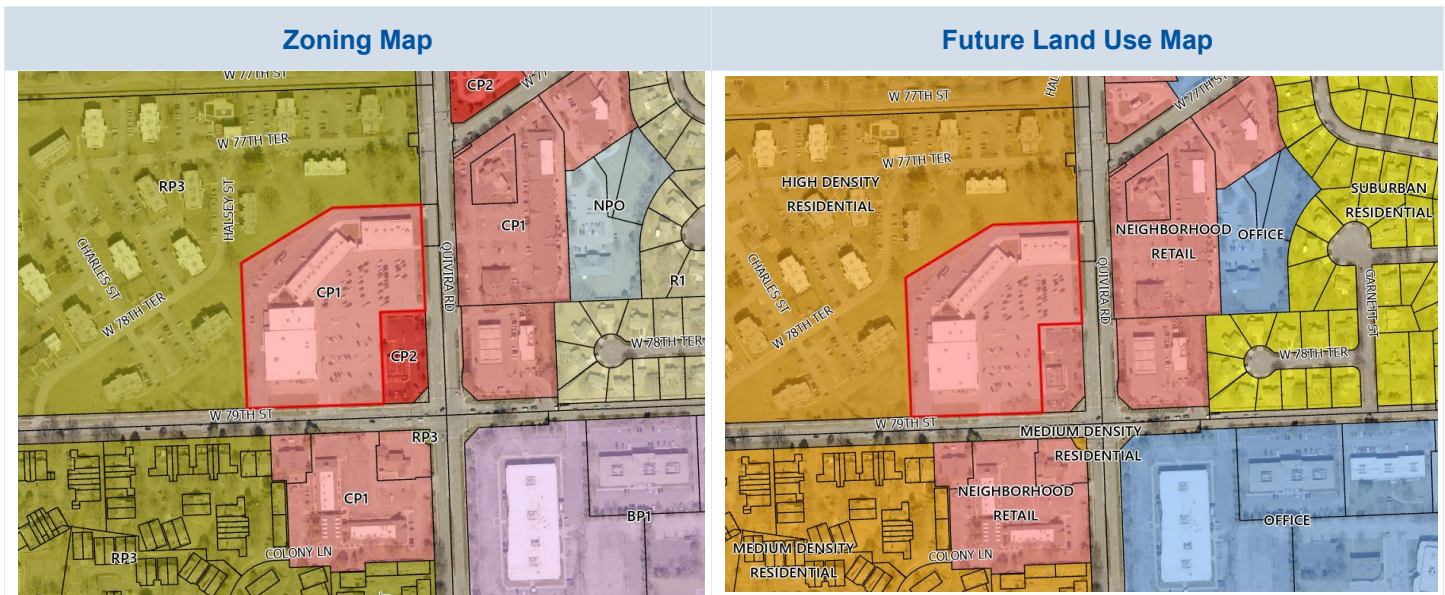 Zoning Map
Future Land Use Map
W 77TH ST
CP2
W 77TH TER
RP3
HALSEY ST
NPO
CP1
CHARLES ST
QUIVIRA RD
R1
CP1
W 78TH TER
W 78TH TER
CP2
W 79TH ST
RP3
CP1
BP1
RP3
COLONY LN
HAL
W 77TH ST
W 77TH ST
W 77TH TER
HIGH DENSITY
RESIDENTIAL
SUBURBAN
RESIDENTIAL
NEIGHBORHOOD
RETAIL
OFFICE
CHARLES ST
QUIVIRA RD
GARNETT ST
W 78TH TER
W 78TH TER
W 79TH ST
MEDIUM DENSITY
RESIDENTIAL
NEIGHBORHOOD
RETAIL
OFFICE
MEDIUM DENSITY
RESIDENTIAL
COLONY LN